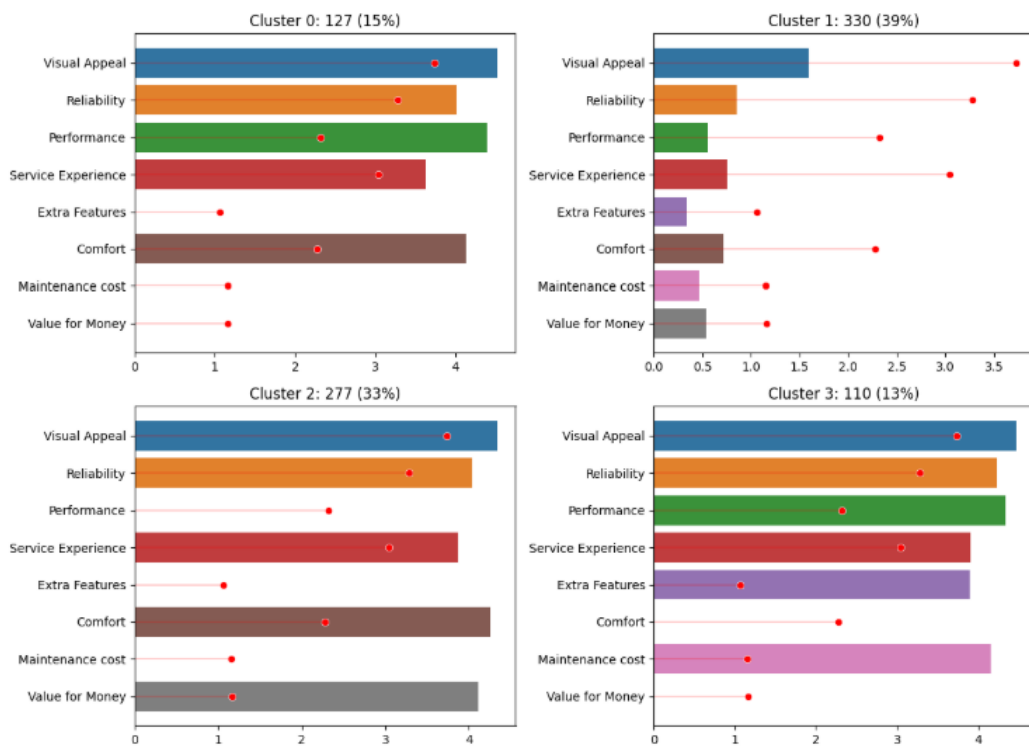 Cluster 0: 127 (15%)
Visual Appeal
Reliability
Performance
Service Experience
Extra Features
Comfort
Maintenance cost
Value for Money
0 1 2 3 4
Cluster 1: 330 (39%)
Visual Appeal
Reliability
Performance
Service Experience
Extra Features
Comfort
Maintenance cost
Value for Money
0.0 0.5 1.0 1.5 2.0 2.5 3.0 3.5
Cluster 2: 277 (33%)
Visual Appeal
Reliability
Performance
Service Experience
Extra Features
Comfort
Maintenance cost
Value for Money
0 1 2 3 4
Cluster 3: 110 (13%)
Visual Appeal
Reliability
Performance
Service Experience
Extra Features
Comfort
Maintenance cost
Value for Money
0 1 2 3 4